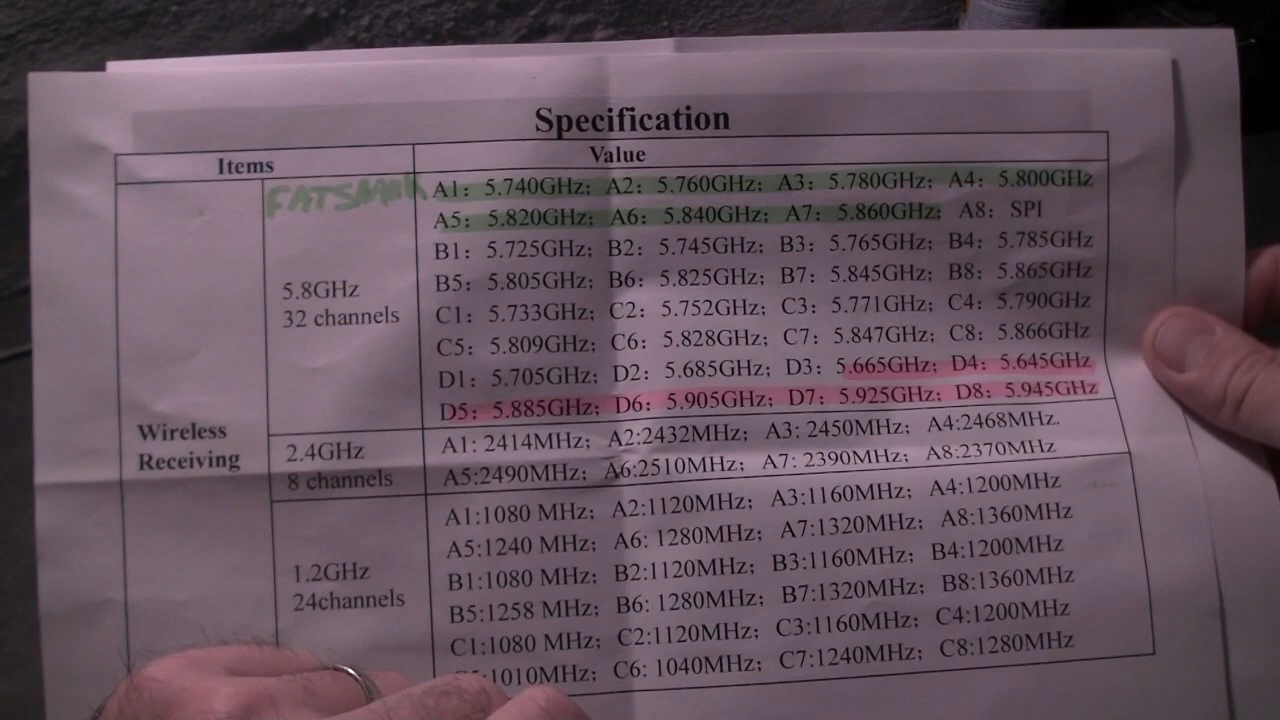 Specification
Items Value
FATSHARK A1: 5.740GHz; A2: 5.760GHz; A3: 5.780GHz; A4: 5.800GHz
A5: 5.820GHz; A6: 5.840GHz; A7: 5.860GHz; A8: SPI
B1: 5.725GHz; B2: 5.745GHz; B3: 5.765GHz; B4: 5.785GHz
B5: 5.805GHz; B6: 5.825GHz; B7: 5.845GHz; B8: 5.865GHz
C1: 5.733GHz; C2: 5.752GHz; C3: 5.771GHz; C4: 5.790GHz
C5: 5.809GHz; C6: 5.828GHz; C7: 5.847GHz; C8: 5.866GHz
D1: 5.705GHz; D2: 5.685GHz; D3: 5.665GHz; D4: 5.645GHz
D5: 5.885GHz; D6: 5.905GHz; D7: 5.925GHz; D8: 5.945GHz
5.8GHz
32 channels
Wireless
Receiving
2.4GHz
8 channels
A1: 2414MHz; A2:2432MHz; A3: 2450MHz; A4:2468MHz.
A5:2490MHz; A6:2510MHz; A7: 2390MHz; A8:2370MHz
1.2GHz
24channels
A1:1080 MHz; A2:1120MHz; A3:1160MHz; A4:1200MHz
A5:1240 MHz; A6: 1280MHz; A7:1320MHz; A8:1360MHz
B1:1080 MHz; B2:1120MHz; B3:1160MHz; B4:1200MHz
B5:1258 MHz; B6: 1280MHz; B7:1320MHz; B8:1360MHz
C1:1080 MHz; C2:1120MHz; C3:1160MHz; C4:1200MHz
:1010MHz; C6: 1040MHz; C7:1240MHz; C8:1280MHz